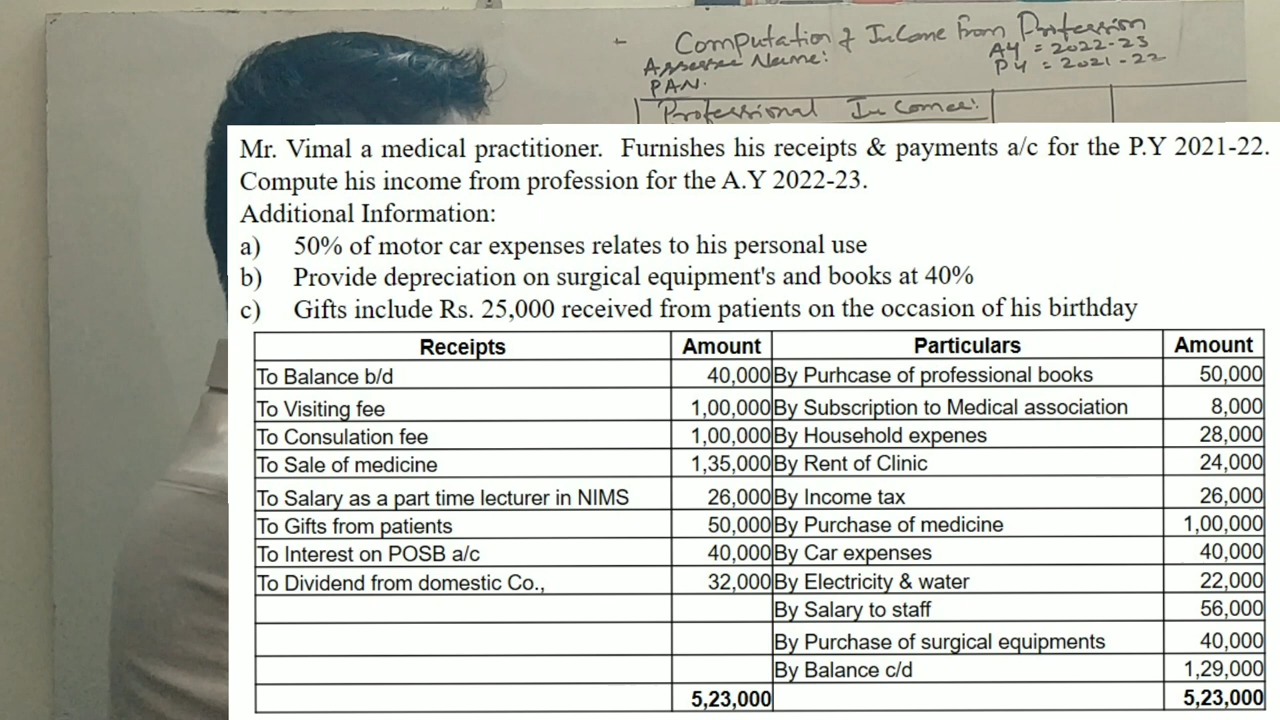 Computation of Income from Profession
Assessee Name:
AY = 2022-23
PAN.
PY = 2021-22
Professional Incomes:
Mr. Vimal a medical practitioner. Furnishes his receipts & payments a/c for the P.Y 2021-22.
Compute his income from profession for the A.Y 2022-23.
Additional Information:
a) 50% of motor car expenses relates to his personal use
b) Provide depreciation on surgical equipment's and books at 40%
c) Gifts include Rs. 25,000 received from patients on the occasion of his birthday
Receipts Amount Particulars Amount
To Balance b/d 40,000 By Purhcase of professional books 50,000
To Visiting fee 1,00,000 By Subscription to Medical association 8,000
To Consulation fee 1,00,000 By Household expenes 28,000
To Sale of medicine 1,35,000 By Rent of Clinic 24,000
To Salary as a part time lecturer in NIMS 26,000 By Income tax 26,000
To Gifts from patients 50,000 By Purchase of medicine 1,00,000
To Interest on POSB a/c 40,000 By Car expenses 40,000
To Dividend from domestic Co., 32,000 By Electricity & water 22,000
By Salary to staff 56,000
By Purchase of surgical equipments 40,000
By Balance c/d 1,29,000
5,23,000 5,23,000